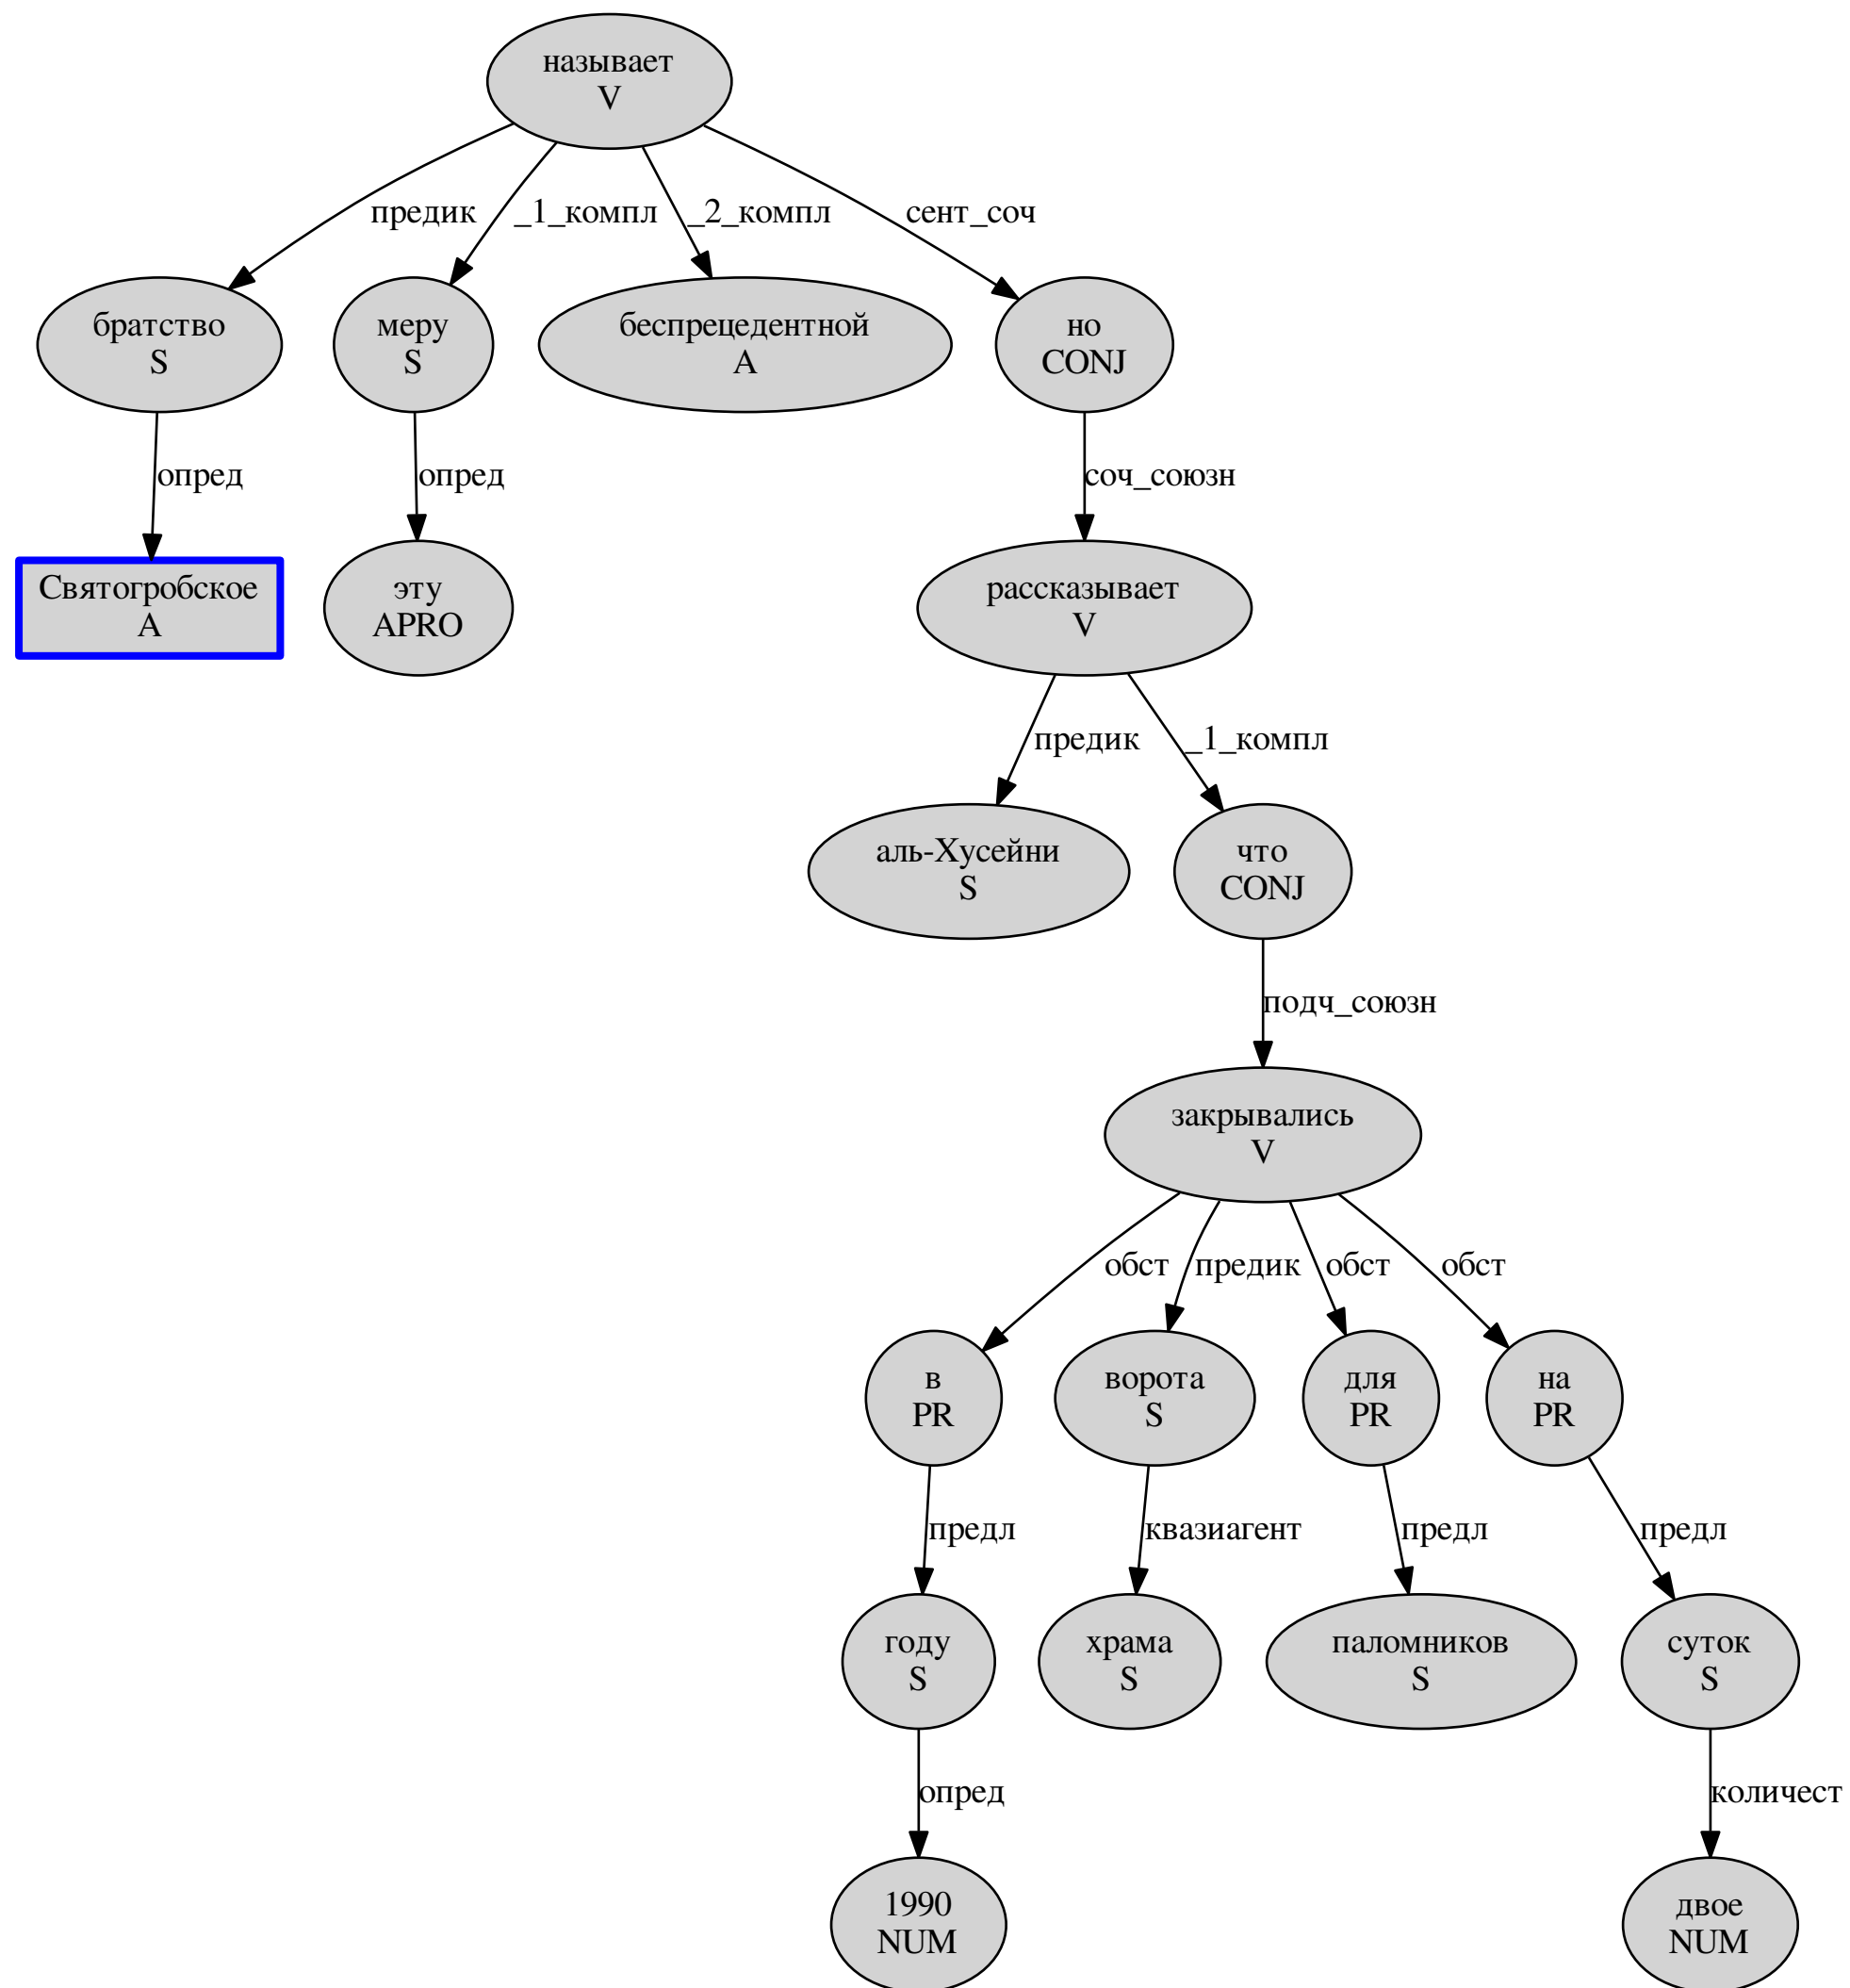 называет
V
предик
_1_компл
_2_компл
сент_соч
братство
S
меру
S
беспрецедентной
A
но
CONJ
опред
опред
соч_союзн
Святогробское
A
эту
APRO
рассказывает
V
предик
_1_компл
аль-Хусейни
S
что
CONJ
подч_союзн
закрывались
V
обст
предик
обст
обст
в
PR
ворота
S
для
PR
на
PR
предл
квазиагент
предл
предл
году
S
храма
S
паломников
S
суток
S
опред
количест
1990
NUM
двое
NUM